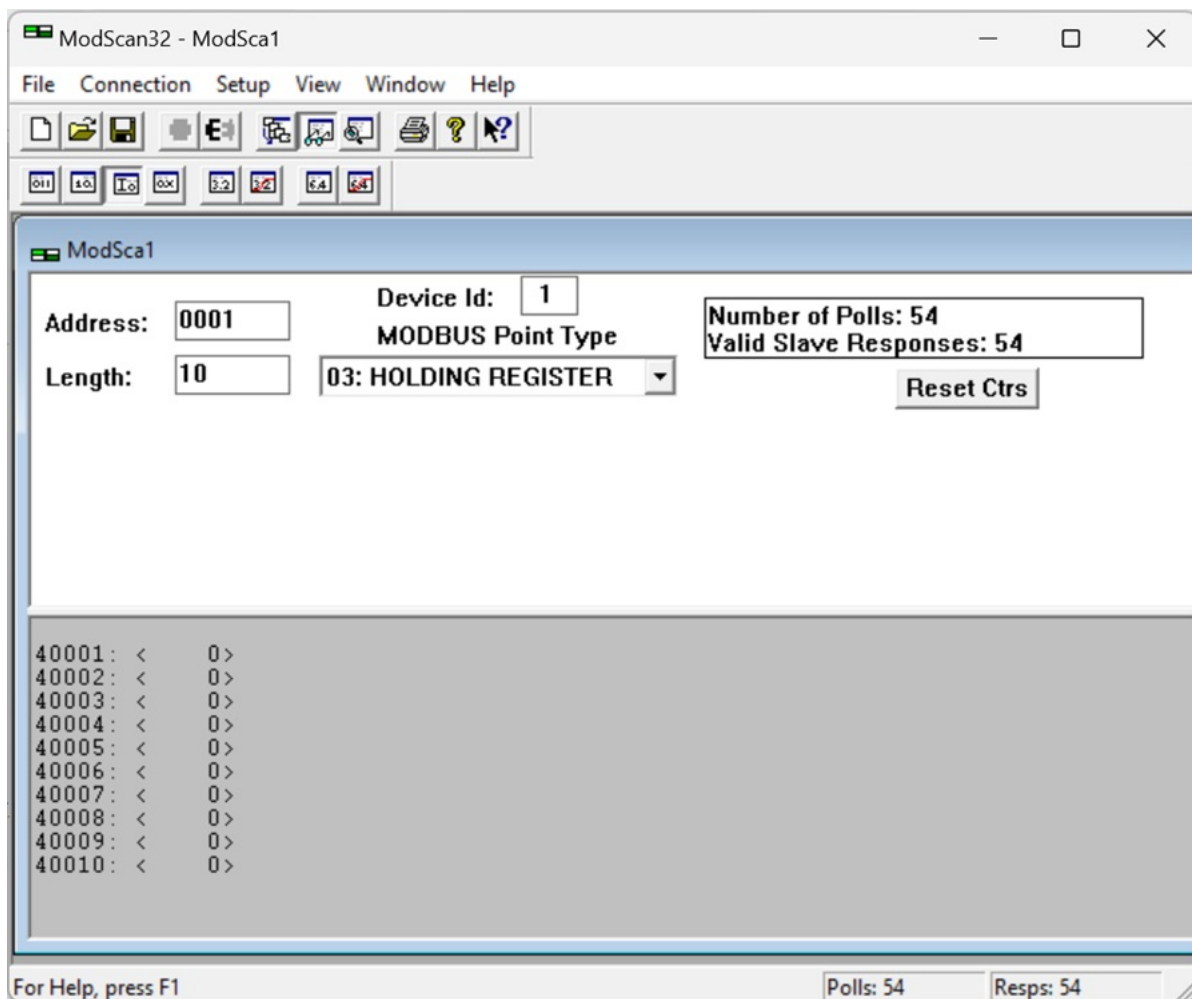 ModScan32 - ModSca1
File Connection Setup View Window Help
ModSca1
Address: 0001
Device Id: 1
MODBUS Point Type
Length: 10
03: HOLDING REGISTER
Number of Polls: 54
Valid Slave Responses: 54
Reset Ctrs
40001: < 0>
40002: < 0>
40003: < 0>
40004: < 0>
40005: < 0>
40006: < 0>
40007: < 0>
40008: < 0>
40009: < 0>
40010: < 0>
For Help, press F1
Polls: 54
Resps: 54